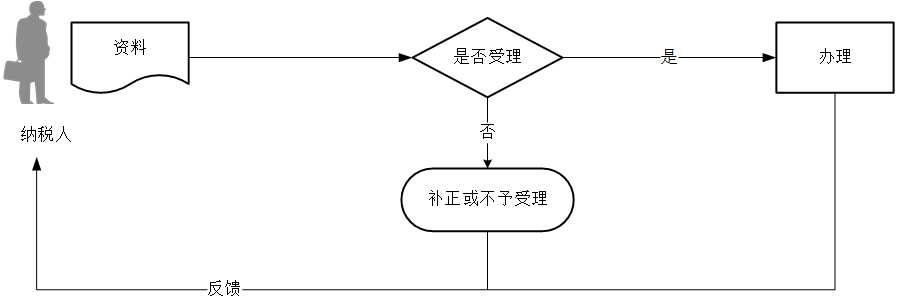 资料
是否受理
是
办理
纳税人
否
补正或不予受理
反馈